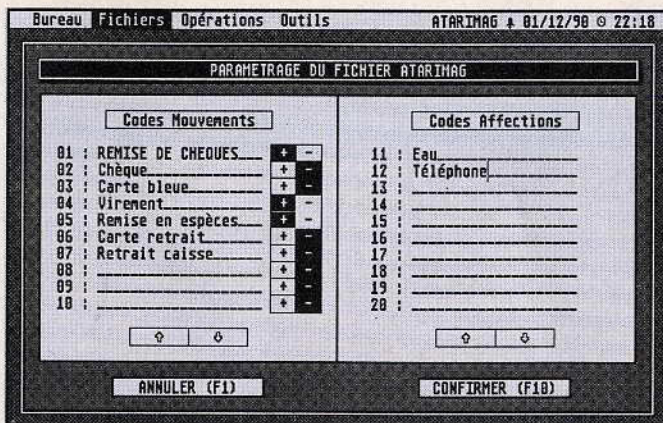 Bureau Fichiers Opérations Outils ATARIMAG 01/12/90 22:18
PARAMETRAGE DU FICHIER ATARIMAG
Codes Mouvements
01 : REMISE DE CHEQUES + -
02 : Chèque + -
03 : Carte bleue + -
04 : Virement + -
05 : Remise en espèces + -
06 : Carte retrait + -
07 : Retrait caisse + -
08 : + -
09 : + -
10 : + -
Codes Affections
11 : Eau
12 : Téléphone
13 :
14 :
15 :
16 :
17 :
18 :
19 :
20 :
ANNULER (F1)
CONFIRMER (F10)